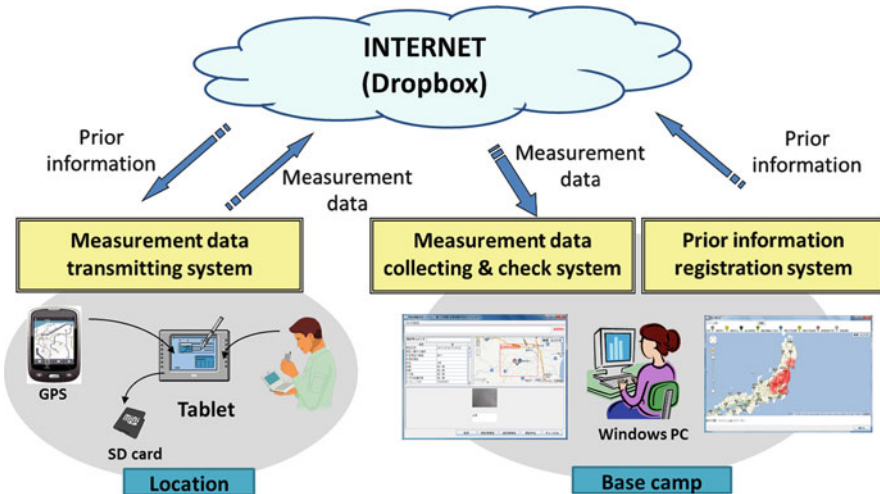 INTERNET
(Dropbox)
Prior
information
Measurement
data
Measurement
data
Prior
information
Measurement data
transmitting system
Measurement data
collecting & check system
Prior information
registration system
GPS
Tablet
SD card
Windows PC
Location
Base camp